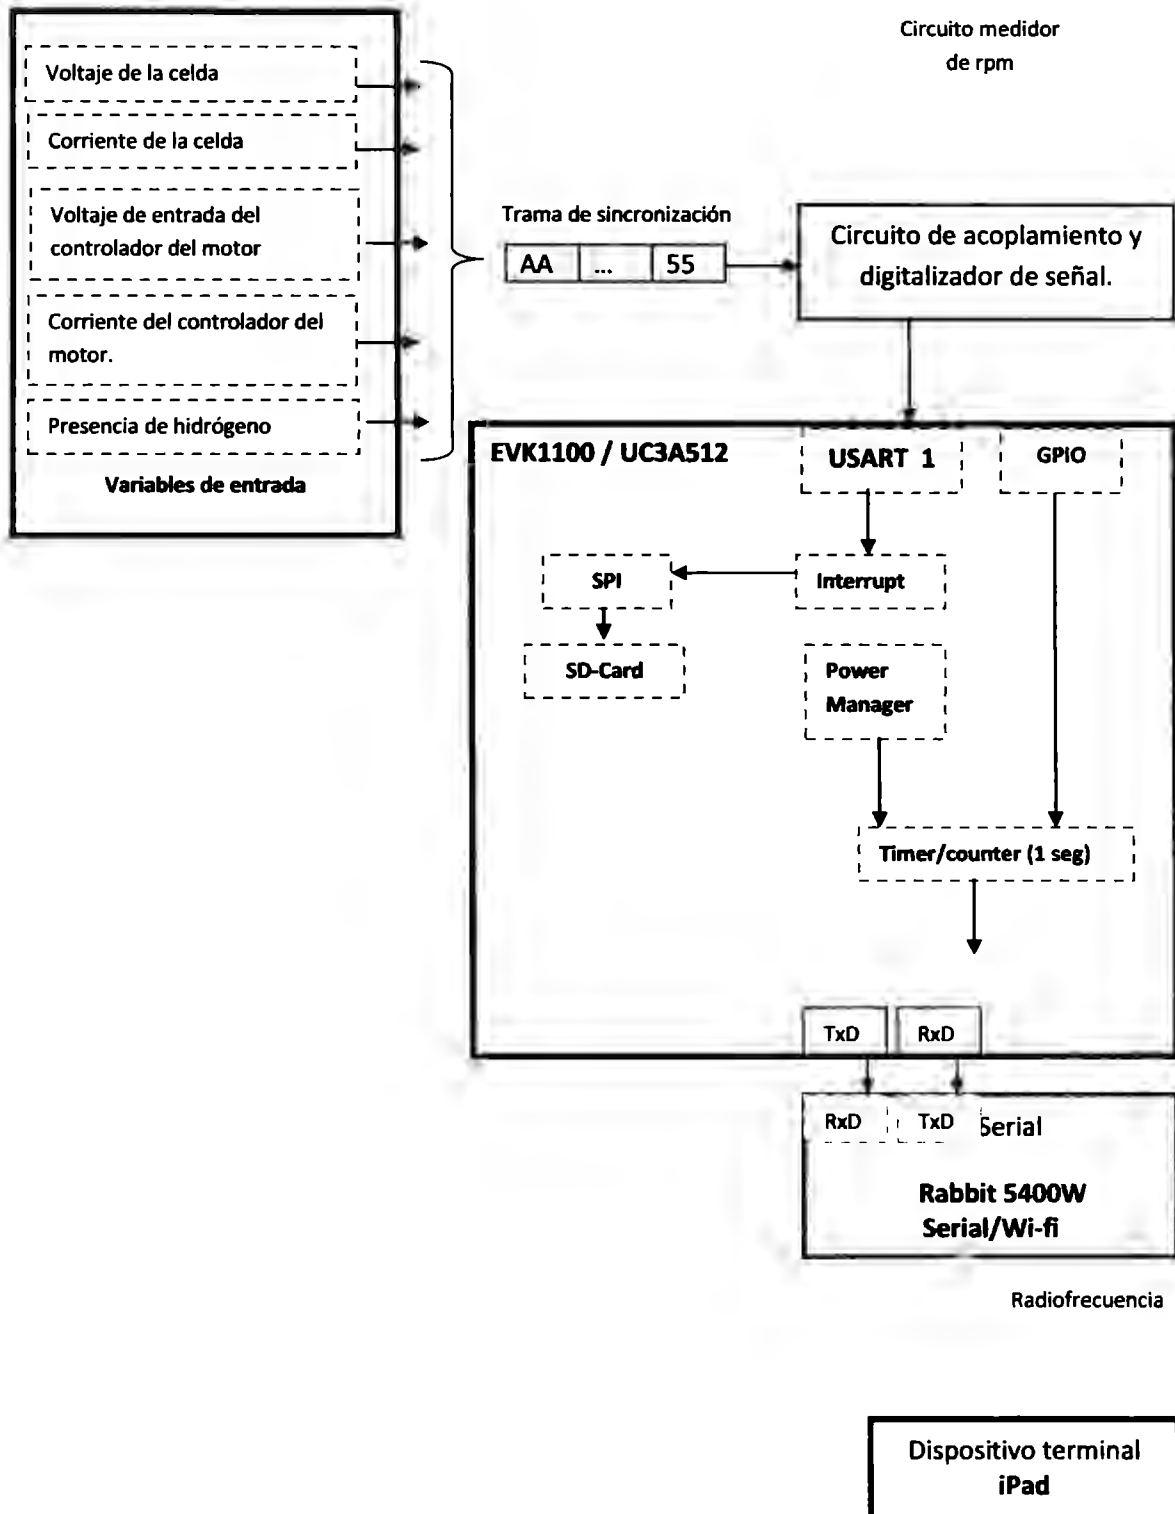 Circuito medidor
de rpm
Voltaje de la celda
Corriente de la celda
Voltaje de entrada del
controlador del motor
Corriente del controlador del
motor.
Presencia de hidrógeno
Variables de entrada
Trama de sincronización
AA ... 55
Circuito de acoplamiento y
digitalizador de señal.
EVK1100 / UC3A512
USART 1
GPIO
SPI
Interrupt
SD-Card
Power
Manager
Timer/counter (1 seg)
TxD RxD
RxD TxD Serial
Rabbit 5400W
Serial/Wi-fi
Radiofrecuencia
Dispositivo terminal
iPad